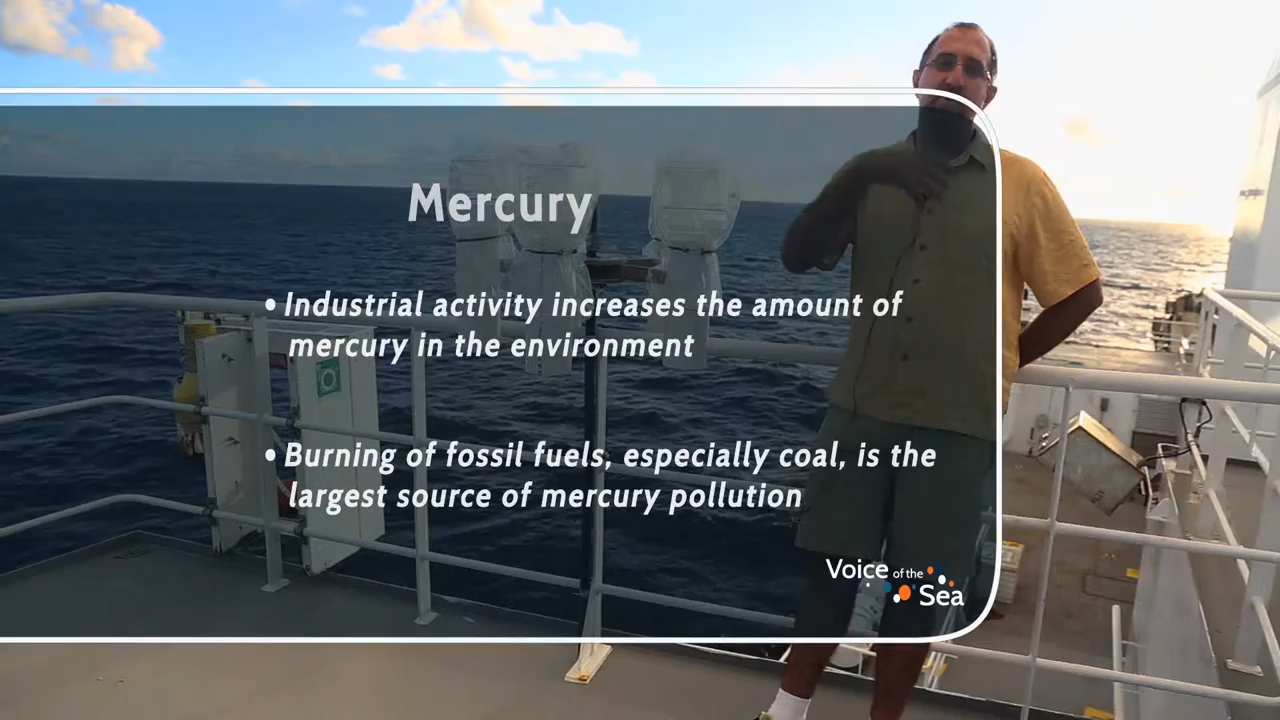 Mercury
• Industrial activity increases the amount of
mercury in the environment
• Burning of fossil fuels, especially coal, is the
largest source of mercury pollution
Voice of the
Sea